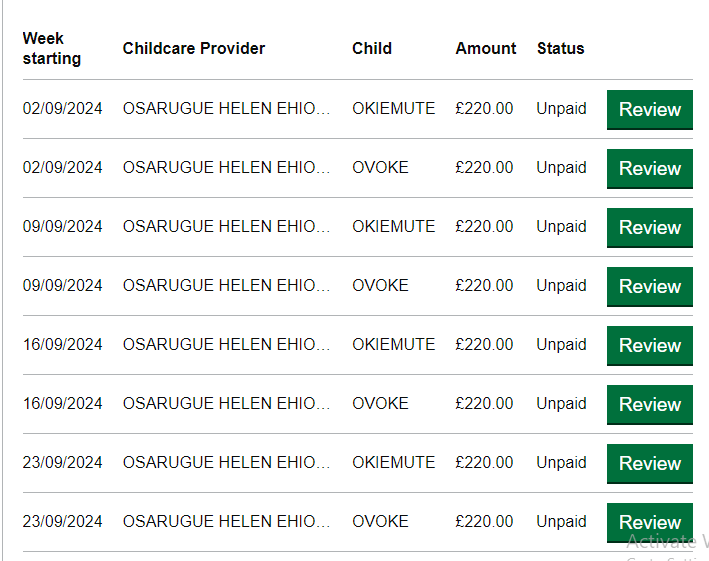 Week starting Childcare Provider Child Amount Status
02/09/2024 OSARUGUE HELEN EHIO... OKIEMUTE £220.00 Unpaid Review
02/09/2024 OSARUGUE HELEN EHIO... OVOKE £220.00 Unpaid Review
09/09/2024 OSARUGUE HELEN EHIO... OKIEMUTE £220.00 Unpaid Review
09/09/2024 OSARUGUE HELEN EHIO... OVOKE £220.00 Unpaid Review
16/09/2024 OSARUGUE HELEN EHIO... OKIEMUTE £220.00 Unpaid Review
16/09/2024 OSARUGUE HELEN EHIO... OVOKE £220.00 Unpaid Review
23/09/2024 OSARUGUE HELEN EHIO... OKIEMUTE £220.00 Unpaid Review
23/09/2024 OSARUGUE HELEN EHIO... OVOKE £220.00 Unpaid Review
Activate